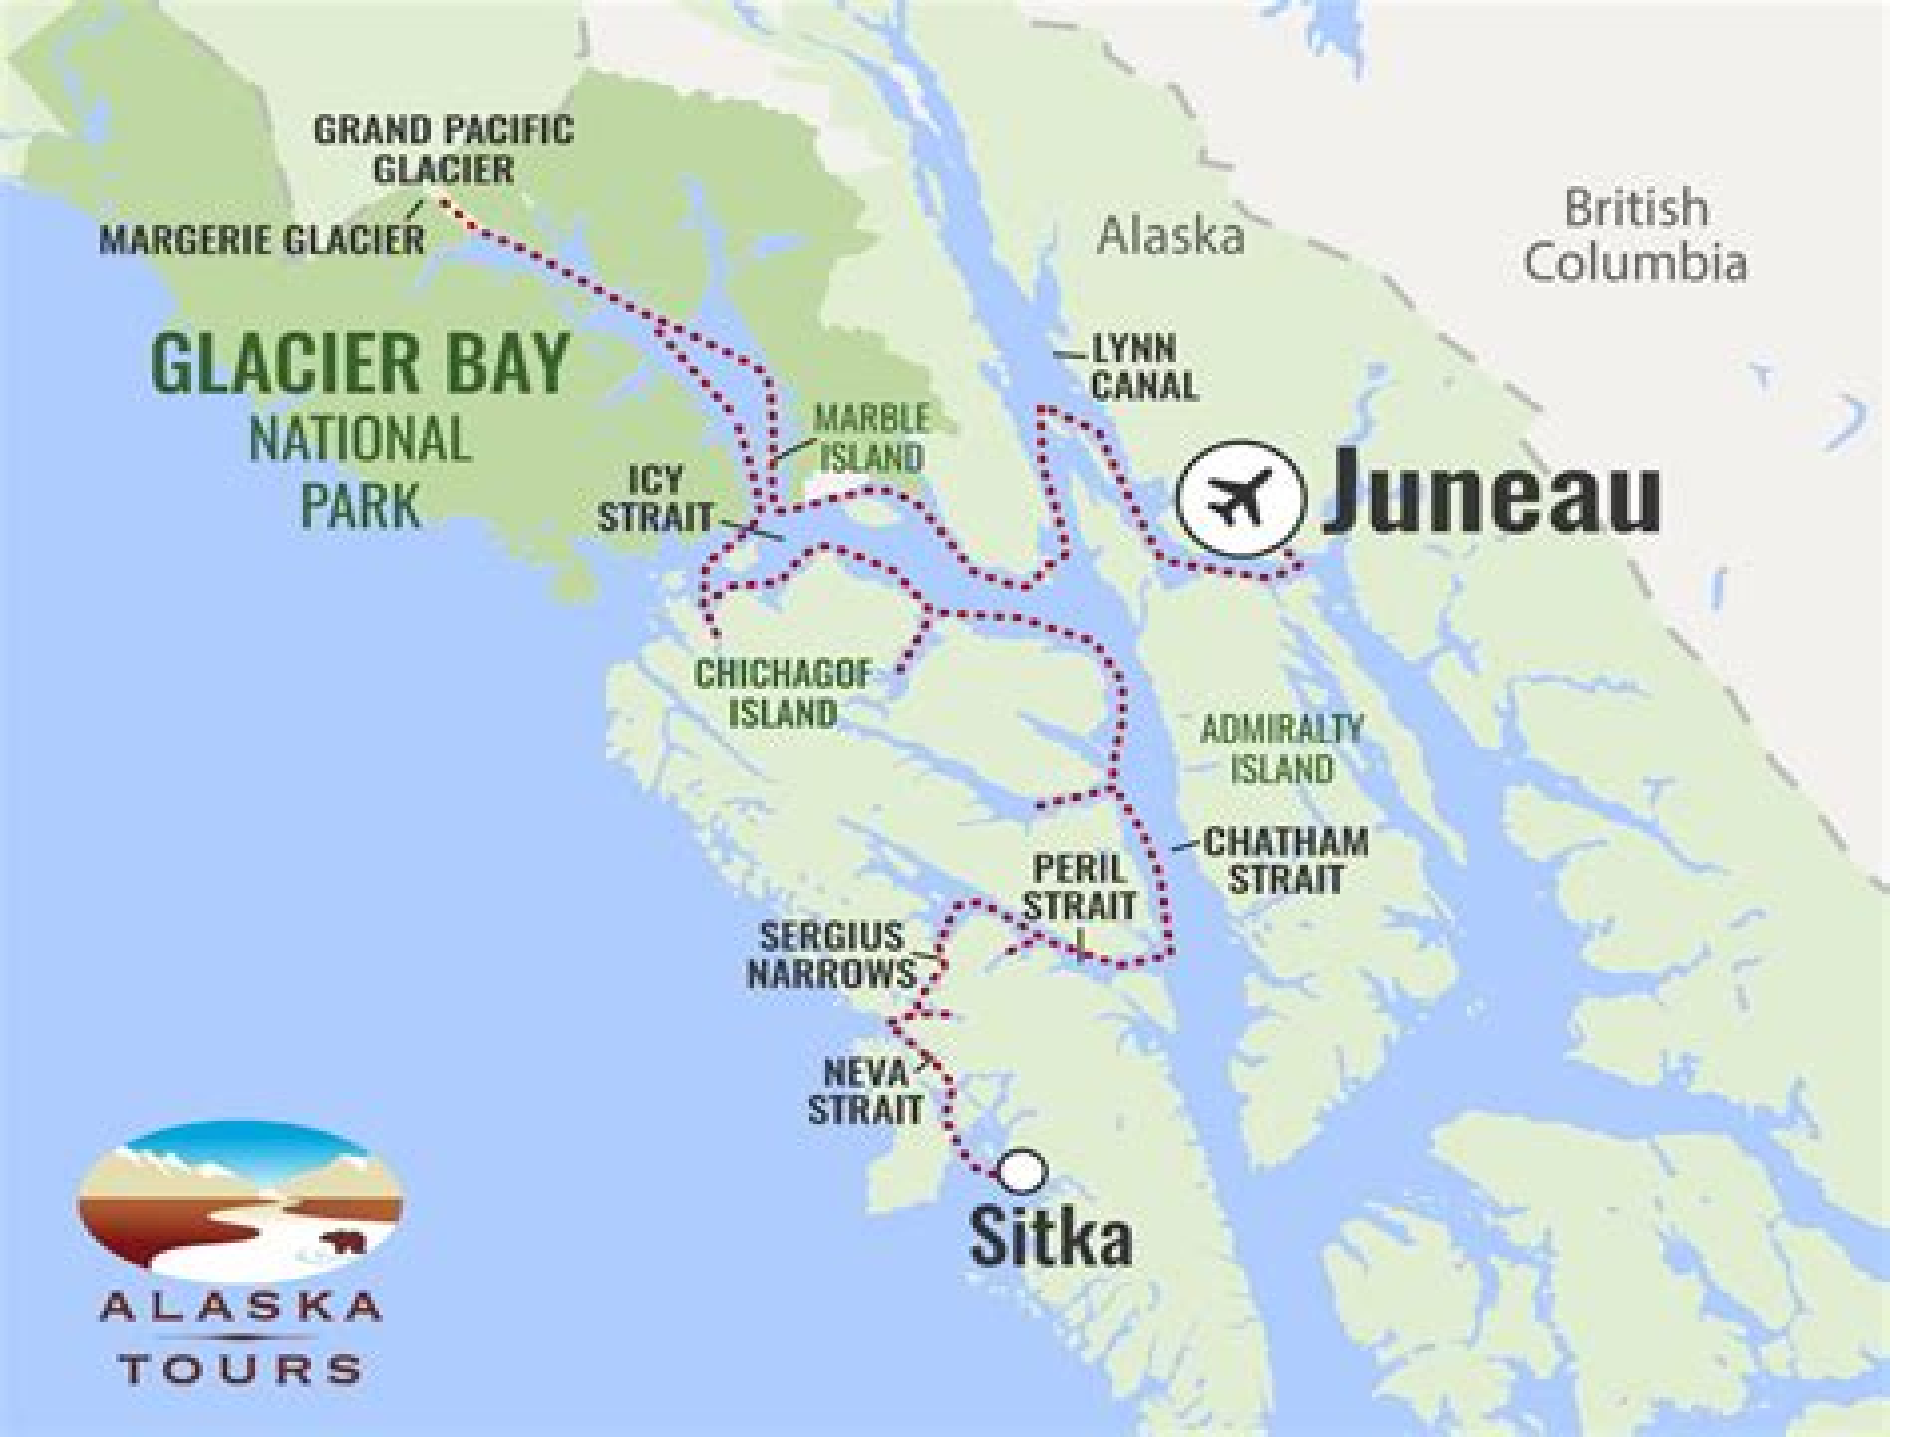 GRAND PACIFIC
GLACIER
MARGERIE GLACIER
Alaska
British
Columbia
GLACIER BAY
NATIONAL
PARK
LYNN
CANAL
MARBLE
ISLAND
ICY
STRAIT
Juneau
CHICHAGOF
ISLAND
ADMIRALTY
ISLAND
CHATHAM
STRAIT
PERIL
STRAIT
SERGIUS
NARROWS
NEVA
STRAIT
Sitka
ALASKA
TOURS